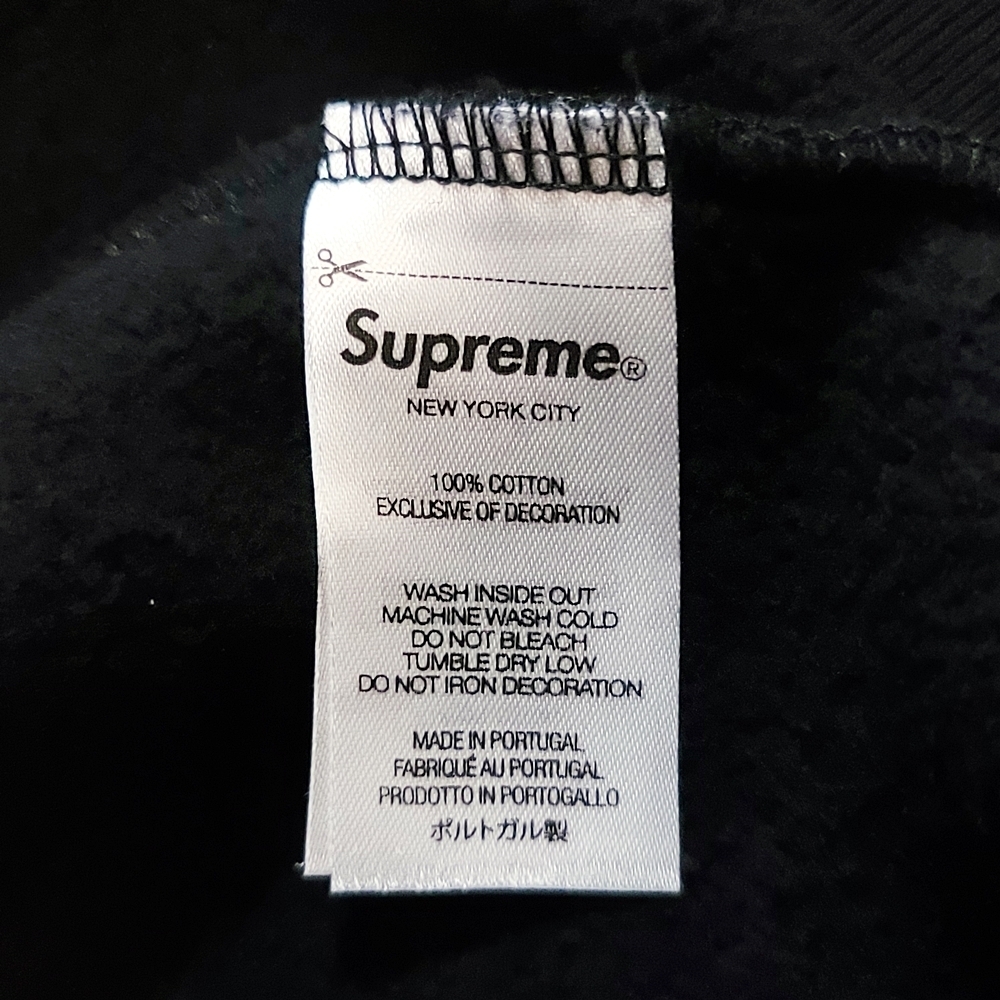 Supreme®
NEW YORK CITY
100% COTTON
EXCLUSIVE OF DECORATION
WASH INSIDE OUT
MACHINE WASH COLD
DO NOT BLEACH
TUMBLE DRY LOW
DO NOT IRON DECORATION
MADE IN PORTUGAL
FABRIQUÉ AU PORTUGAL
PRODOTTO IN PORTOGALLO
ポルトガル製